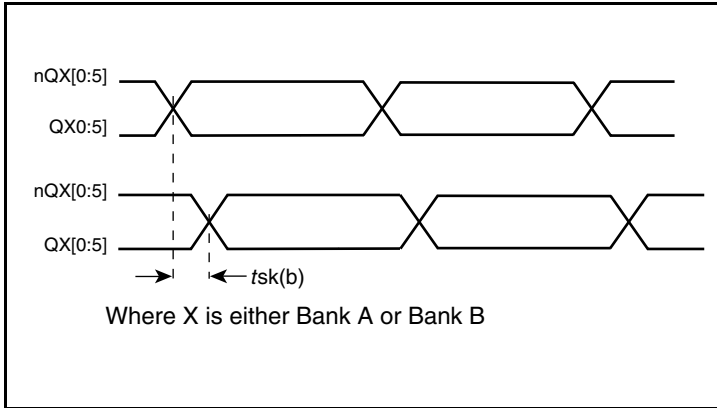 nQX[0:5]
QX0:5]
nQX[0:5]
QX[0:5]
tsk(b)
Where X is either Bank A or Bank B